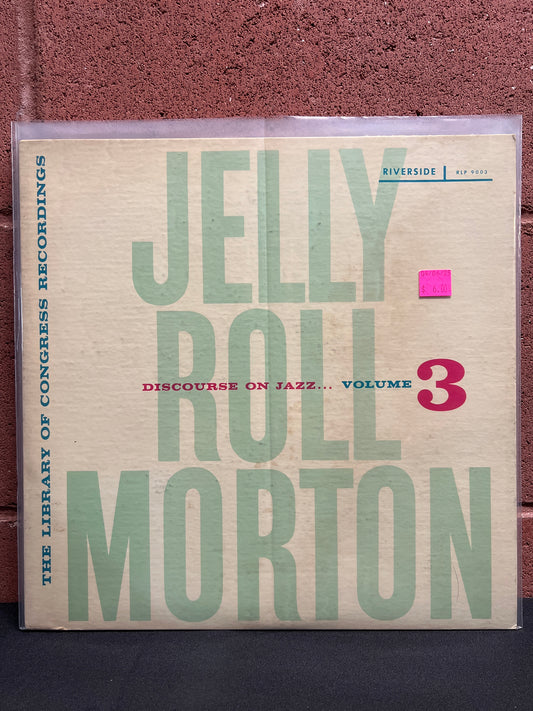 THE LIBRARY OF CONGRESS RECORDINGS
JELLY
RIVERSIDE | RLP 9003
$ 6.00
ROLL
DISCOURSE ON JAZZ... VOLUME 3
MORTON